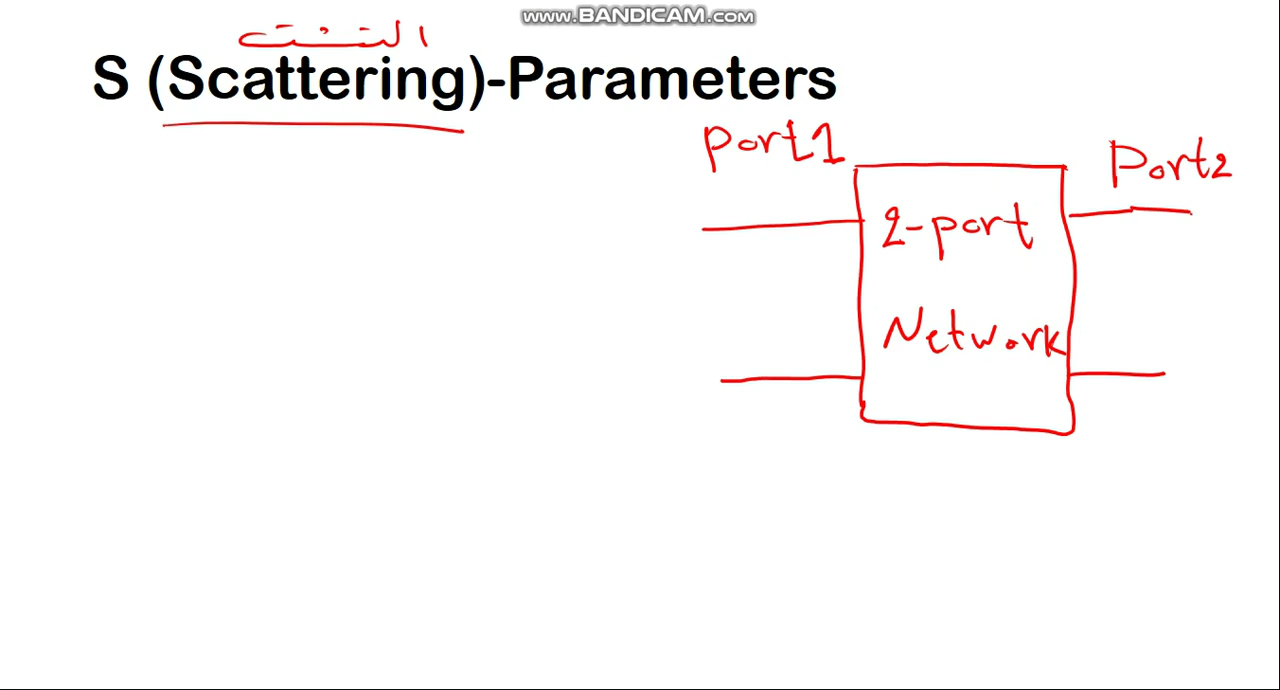 www.BANDICAM.com
التشتت
S (Scattering)-Parameters
port1
Port2
2-port
Network